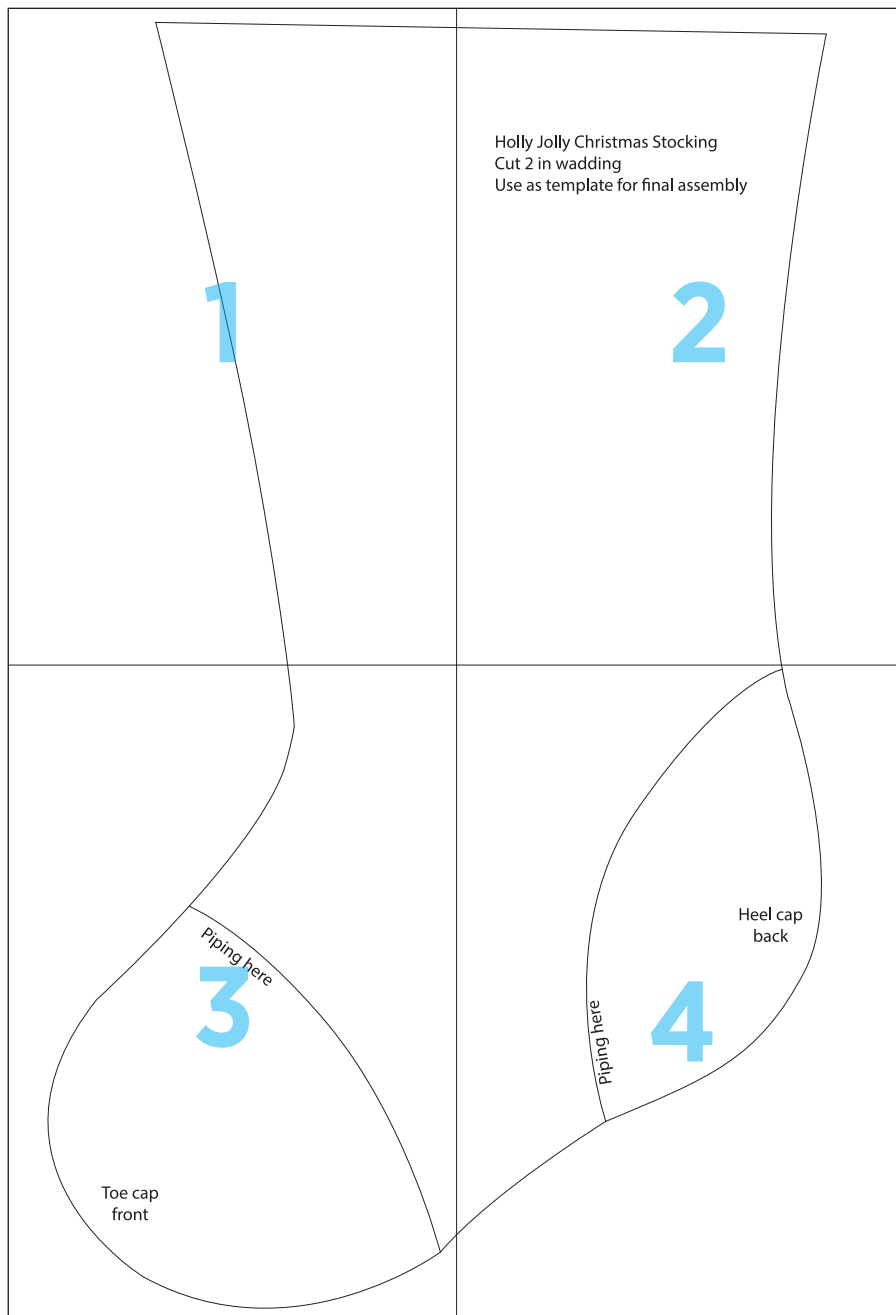 Holly Jolly Christmas Stocking
Cut 2 in wadding
Use as template for final assembly
1
2
Piping here
3
Heel cap
back
Piping here
4
Toe cap
front